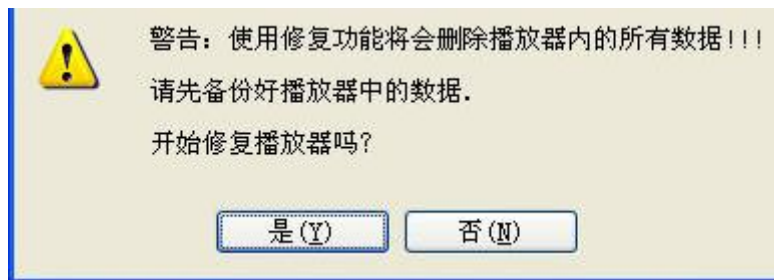 警告: 使用修复功能将会删除播放器内的所有数据!!!
请先备份好播放器中的数据.
开始修复播放器吗?
是(Y) 否(N)